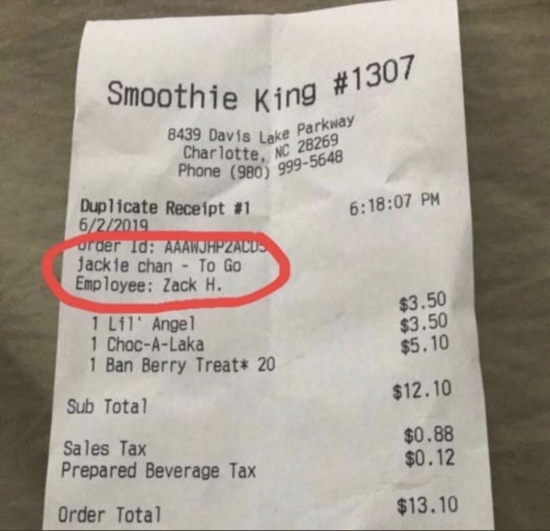 Smoothie King #1307
8439 Davis Lake Parkway
Charlotte, NC 28269
Phone (980) 999-5648
Duplicate Receipt #1 6:18:07 PM
6/2/2019
Order Id:
jackie chan - To Go
Employee: Zack H.
1 Lil' Angel $3.50
1 Choc-A-Laka $3.50
1 Ban Berry Treat* 20 $5.10
Sub Total $12.10
Sales Tax $0.88
Prepared Beverage Tax $0.12
Order Total $13.10